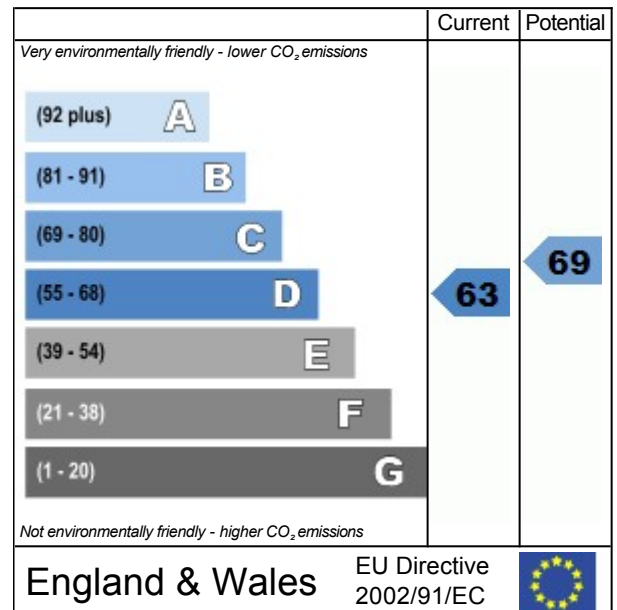 Current Potential
Very environmentally friendly - lower CO₂ emissions
(92 plus) A
(81 - 91) B
(69 - 80) C
(55 - 68) D
(39 - 54) E
(21 - 38) F
(1 - 20) G
63
69
Not environmentally friendly - higher CO₂ emissions
England & Wales
EU Directive
2002/91/EC